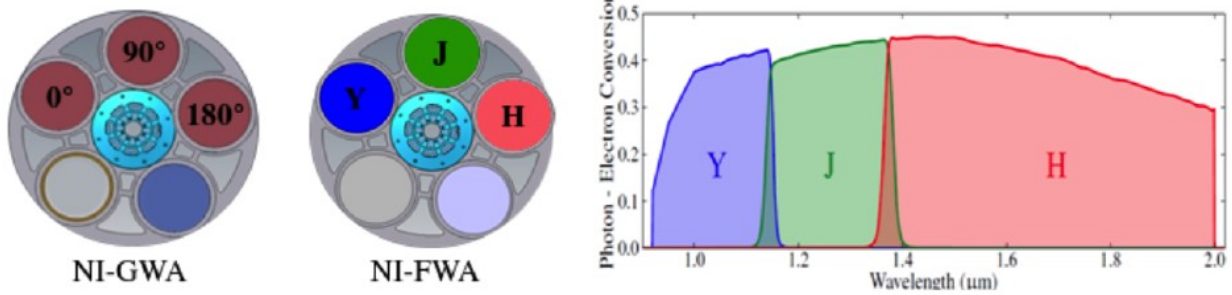 90°
0°
180°
NI-GWA
J
Y
H
NI-FWA
Photon - Electron Conversion
0.5
0.4
0.3
0.2
0.1
0.0
Y
J
H
1.0 1.2 1.4 1.6 1.8 2.0
Wavelength (μm)